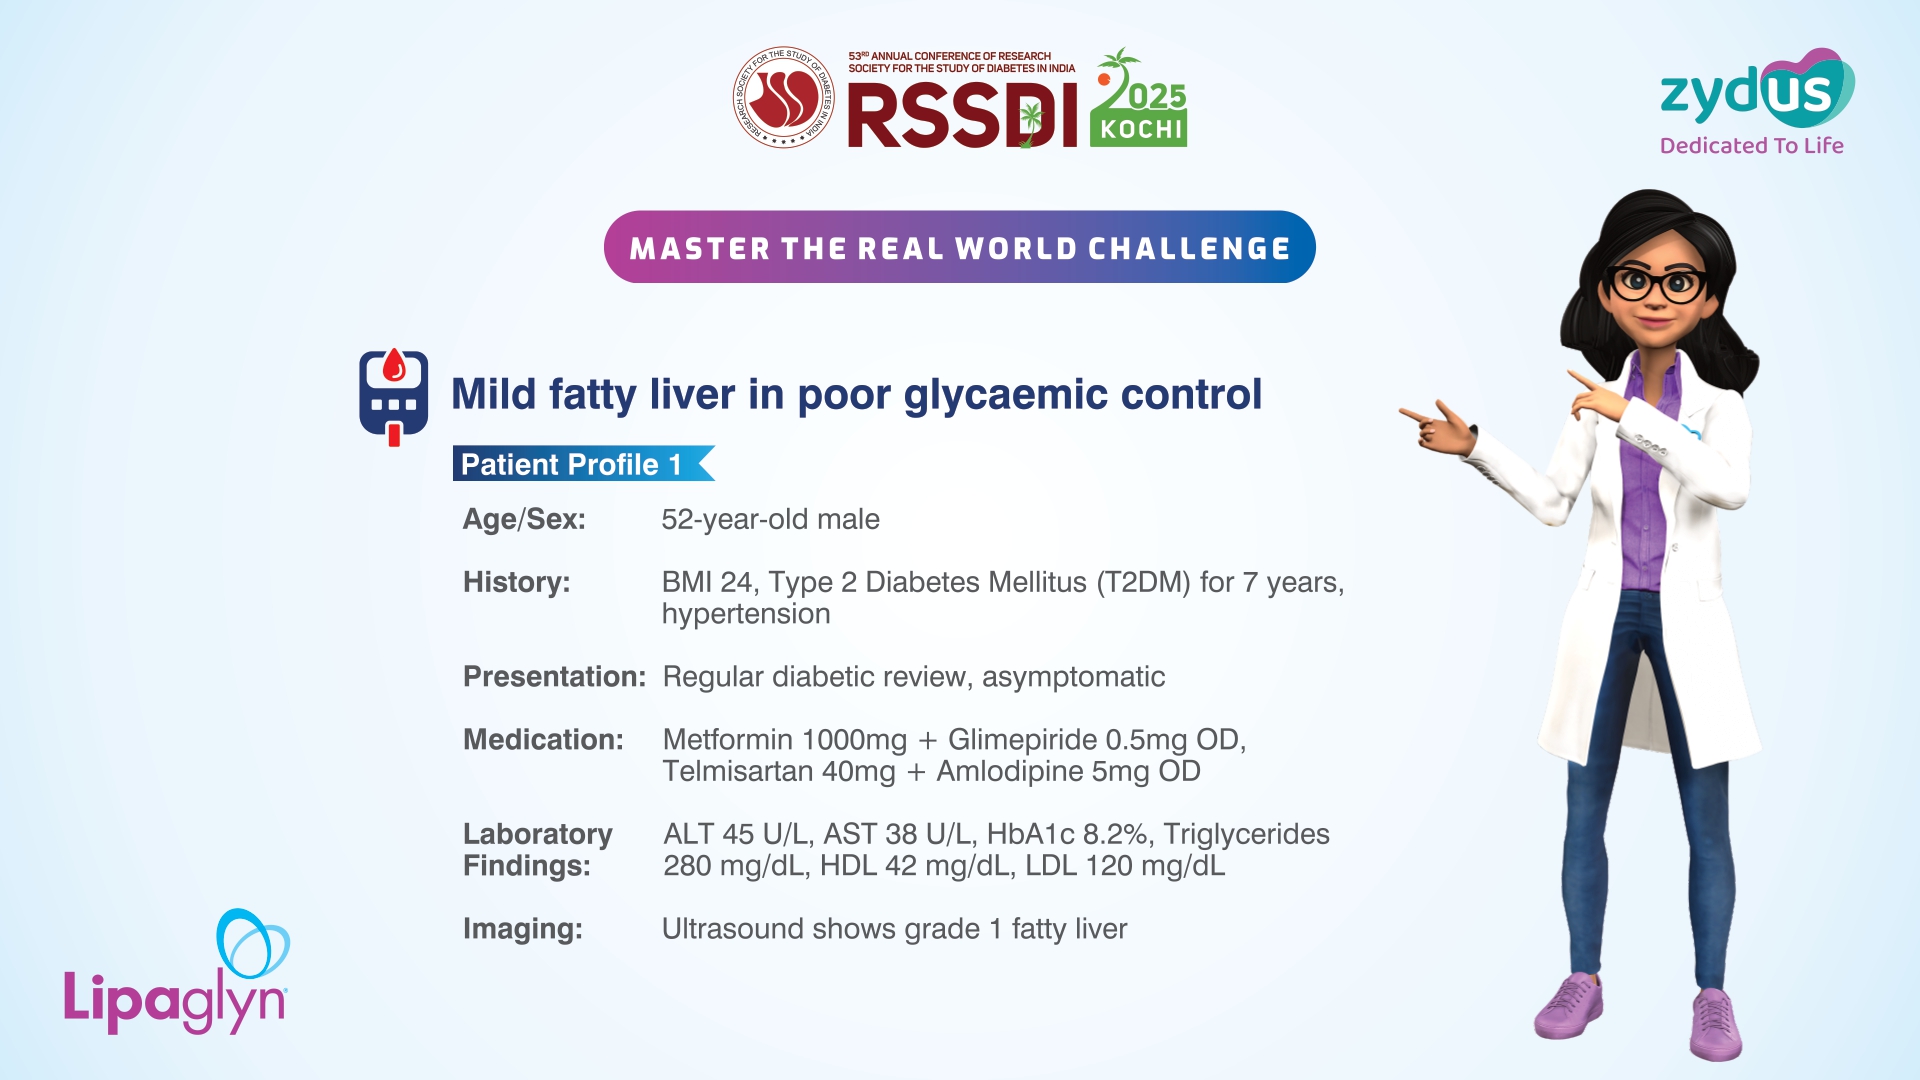 RESEARCH SOCIETY FOR THE STUDY OF DIABETES IN INDIA
53RD ANNUAL CONFERENCE OF RESEARCH
SOCIETY FOR THE STUDY OF DIABETES IN INDIA
RSSDI
2025
KOCHI
zydus
Dedicated To Life
MASTER THE REAL WORLD CHALLENGE
Mild fatty liver in poor glycaemic control
Patient Profile 1
Age/Sex: 52-year-old male
History: BMI 24, Type 2 Diabetes Mellitus (T2DM) for 7 years,
hypertension
Presentation: Regular diabetic review, asymptomatic
Medication: Metformin 1000mg + Glimepiride 0.5mg OD,
Telmisartan 40mg + Amlodipine 5mg OD
Laboratory ALT 45 U/L, AST 38 U/L, HbA1c 8.2%, Triglycerides
Findings: 280 mg/dL, HDL 42 mg/dL, LDL 120 mg/dL
Imaging: Ultrasound shows grade 1 fatty liver
Lipaglyn